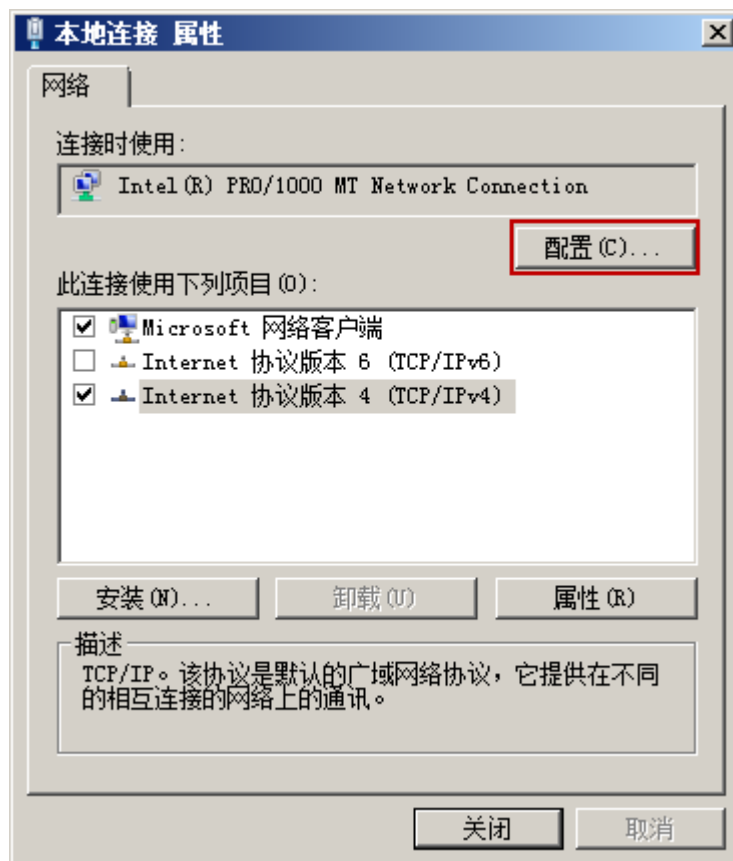 本地连接 属性
网络
连接时使用:
Intel(R) PRO/1000 MT Network Connection
配置(C)...
此连接使用下列项目(O):
Microsoft 网络客户端
Internet 协议版本 6 (TCP/IPv6)
Internet 协议版本 4 (TCP/IPv4)
安装(N)...
卸载(U)
属性(R)
描述
TCP/IP。该协议是默认的广域网络协议，它提供在不同
的相互连接的网络上的通讯。
关闭
取消